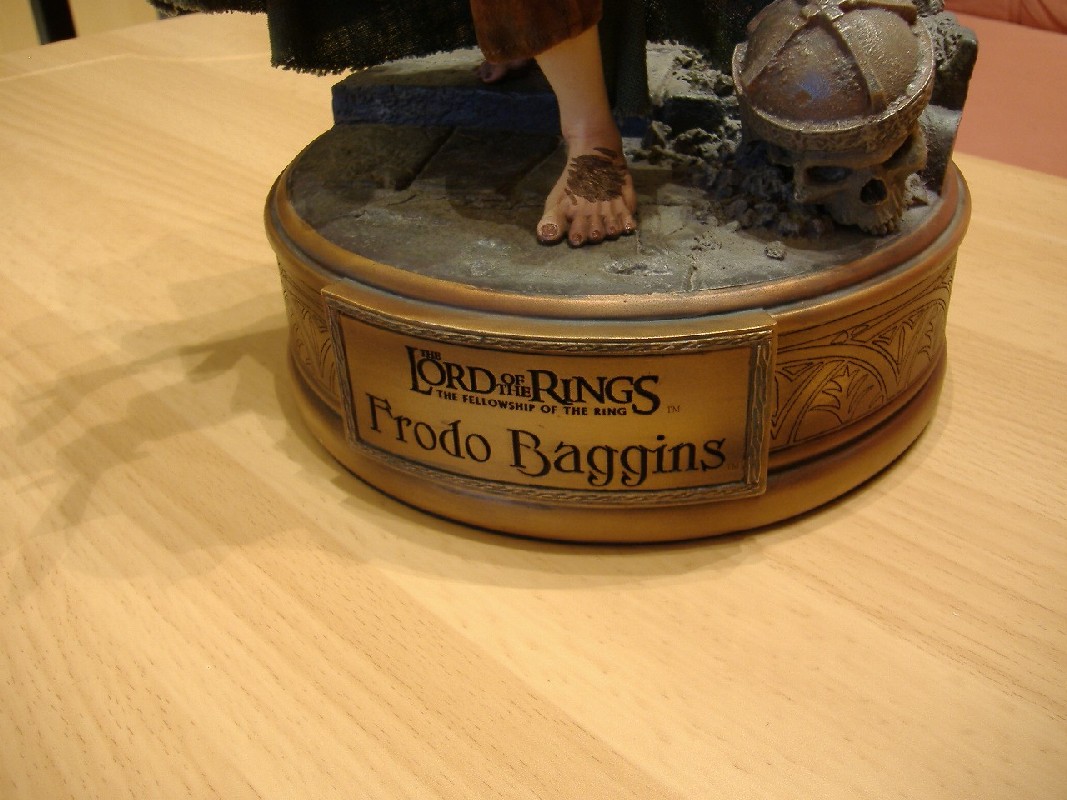 THE
LORD OF THE RINGS ™
THE FELLOWSHIP OF THE RING
Frodo Baggins